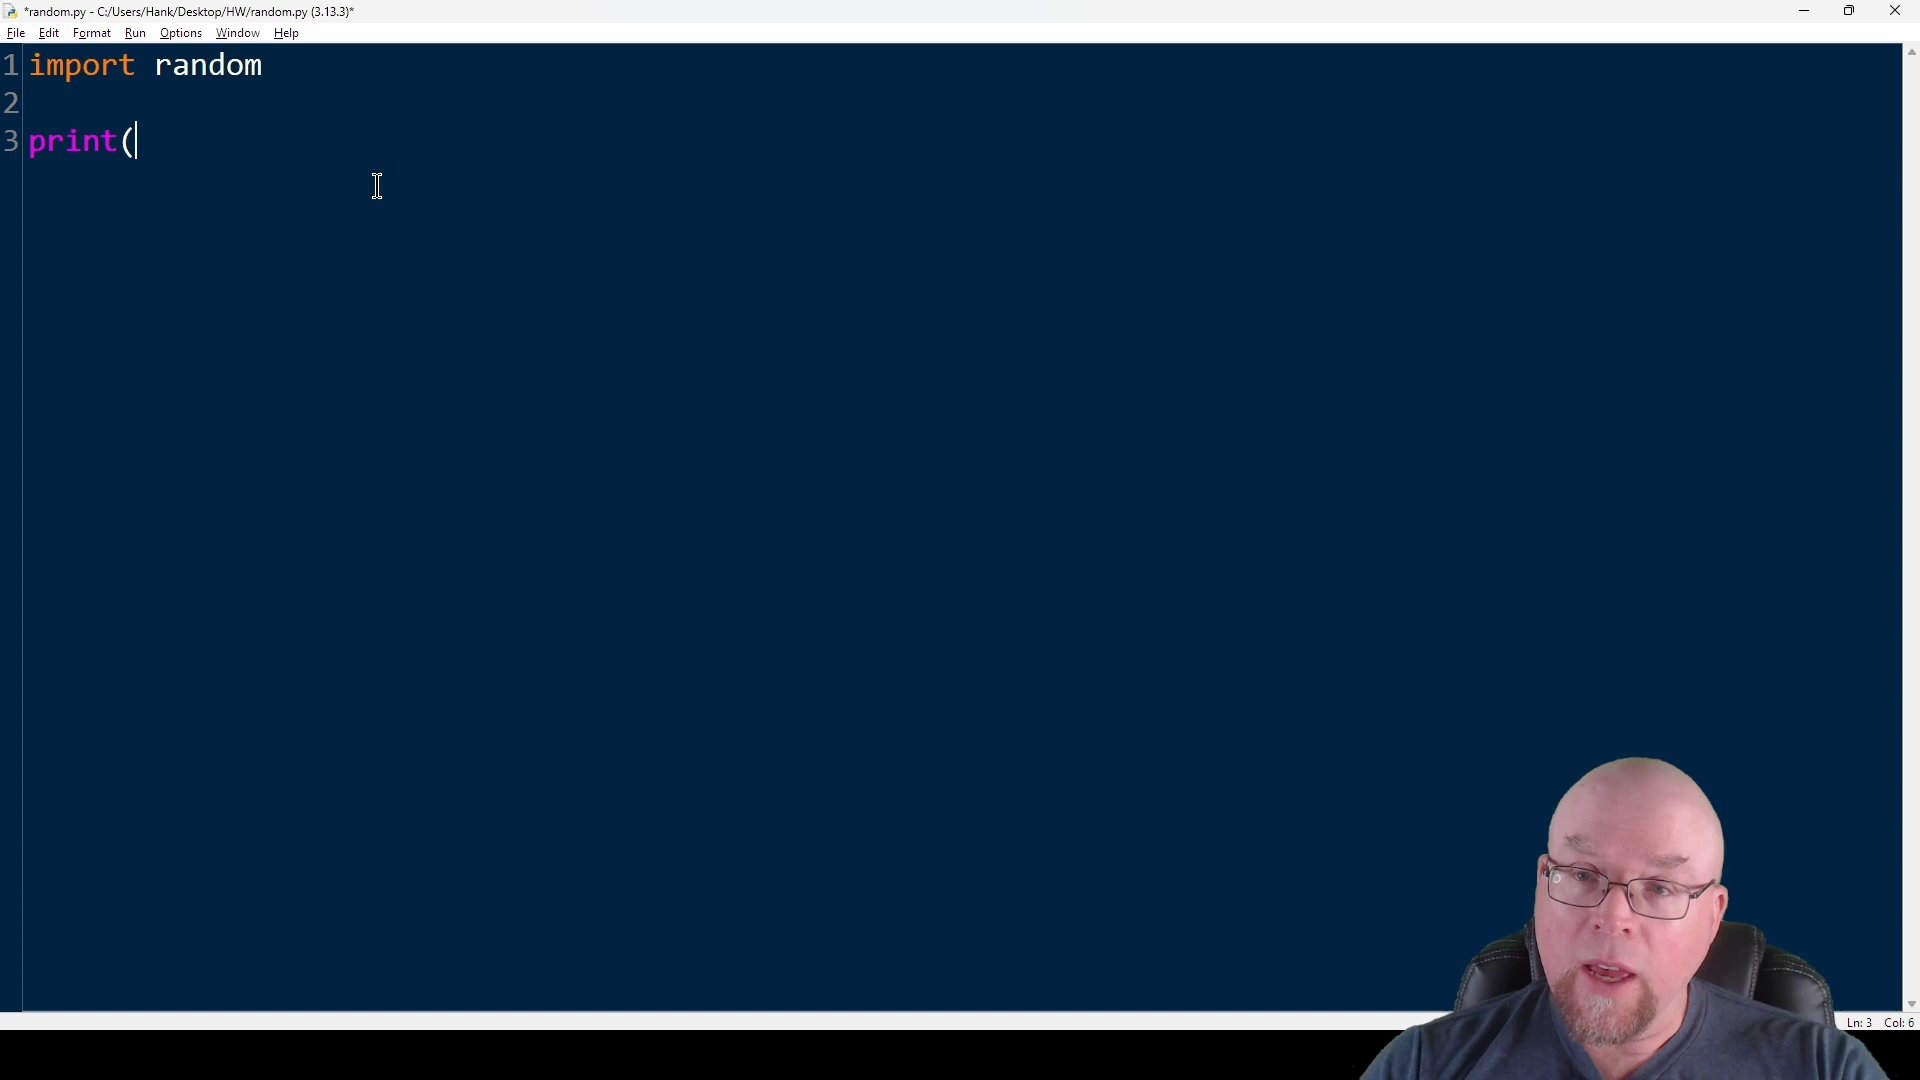 *random.py - C:/Users/Hank/Desktop/HW/random.py (3.13.3)*
File Edit Format Run Options Window Help
1 import random
2
3 print(
Ln: 3 Col: 6